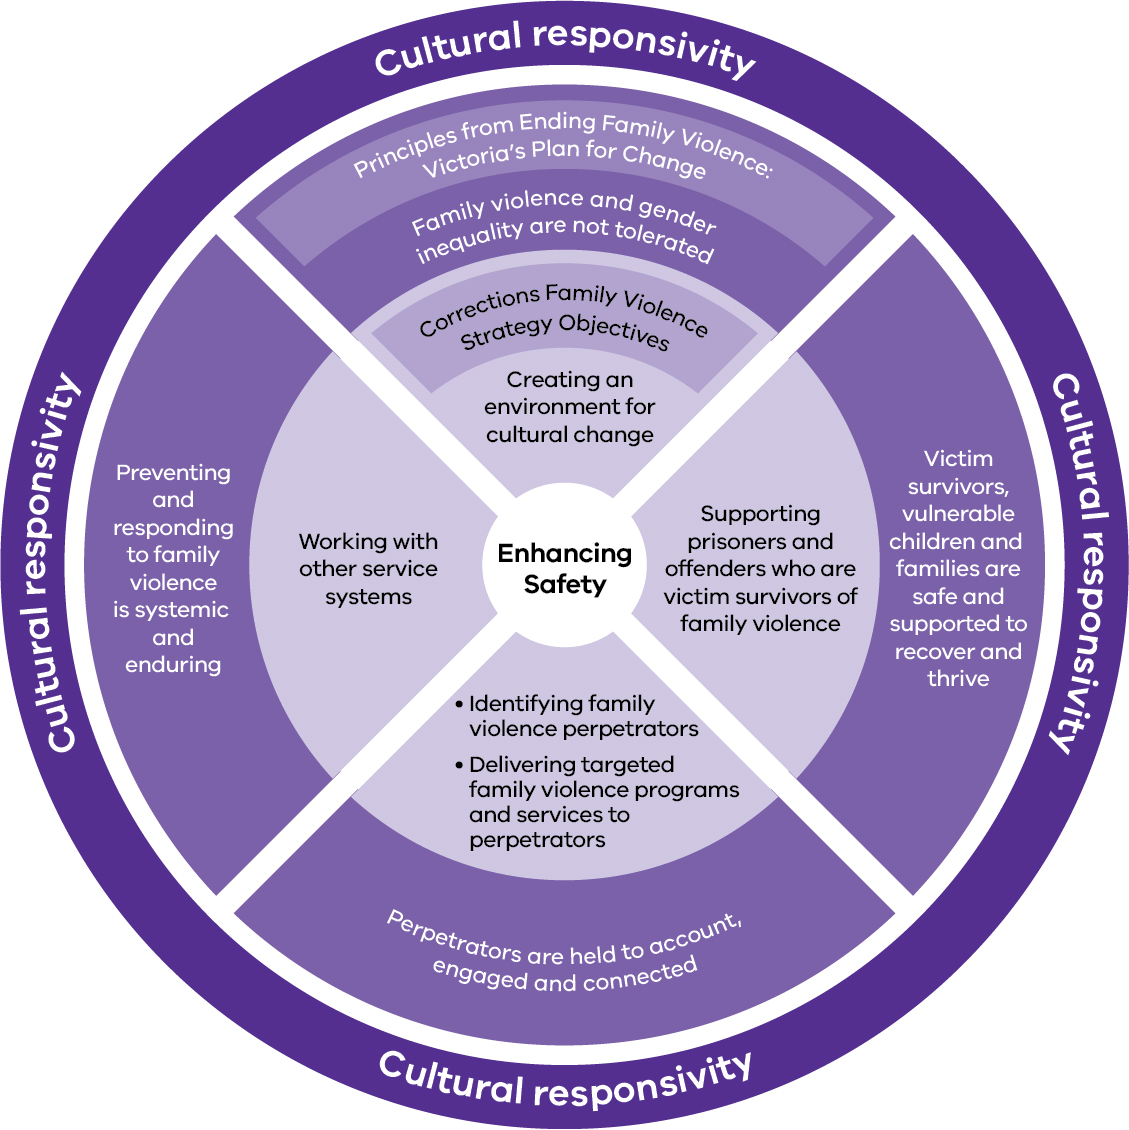 Cultural responsivity
Principles from Ending Family Violence:
Victoria’s Plan for Change
Family violence and gender
inequality are not tolerated
Corrections Family Violence
Strategy Objectives
Creating an
environment for
cultural change
Cultural responsivity
Preventing
and
responding
to family
violence
is systemic
and
enduring
Working with
other service
systems
Enhancing
Safety
Supporting
prisoners and
offenders who are
victim survivors of
family violence
Victim
survivors,
vulnerable
children and
families are
safe and
supported to
recover and
thrive
Cultural responsivity
• Identifying family
violence perpetrators
• Delivering targeted
family violence programs
and services to
perpetrators
Perpetrators are held to account,
engaged and connected
Cultural responsivity